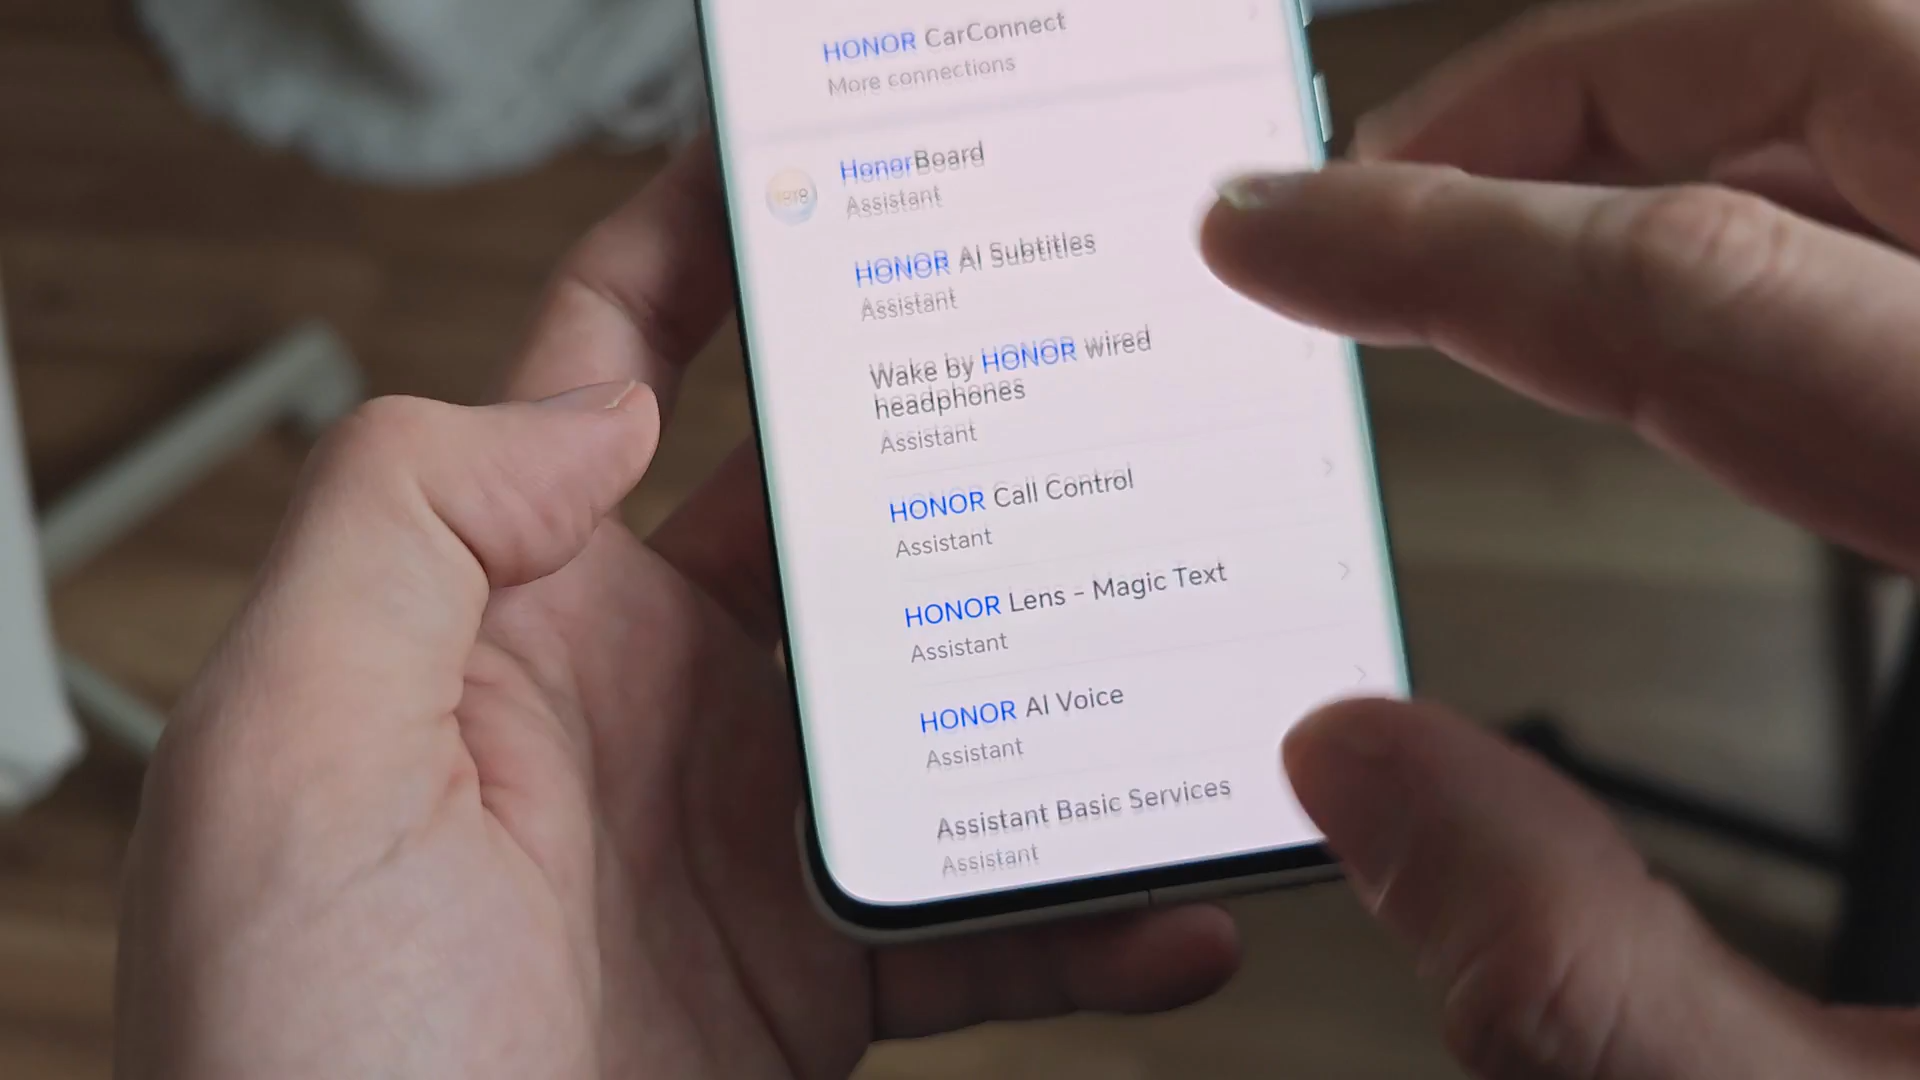 HONOR CarConnect
More connections
HonorBoard
Assistant
HONOR AI Subtitles
Assistant
Wake by HONOR wired
headphones
Assistant
HONOR Call Control
Assistant
HONOR Lens - Magic Text
Assistant
HONOR AI Voice
Assistant
Assistant Basic Services
Assistant